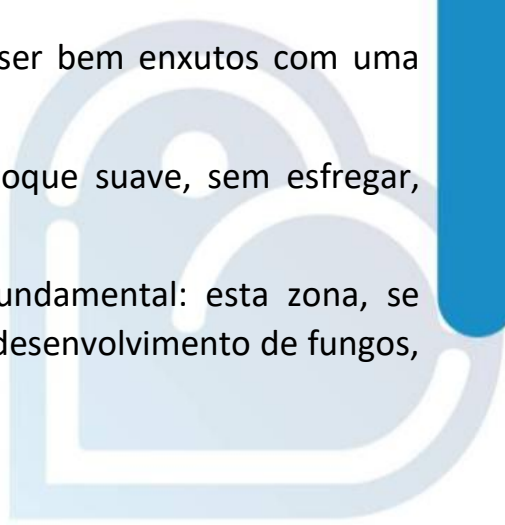 ser bem enxutos com uma
oque suave, sem esfregar,
undamental: esta zona, se
desenvolvimento de fungos,